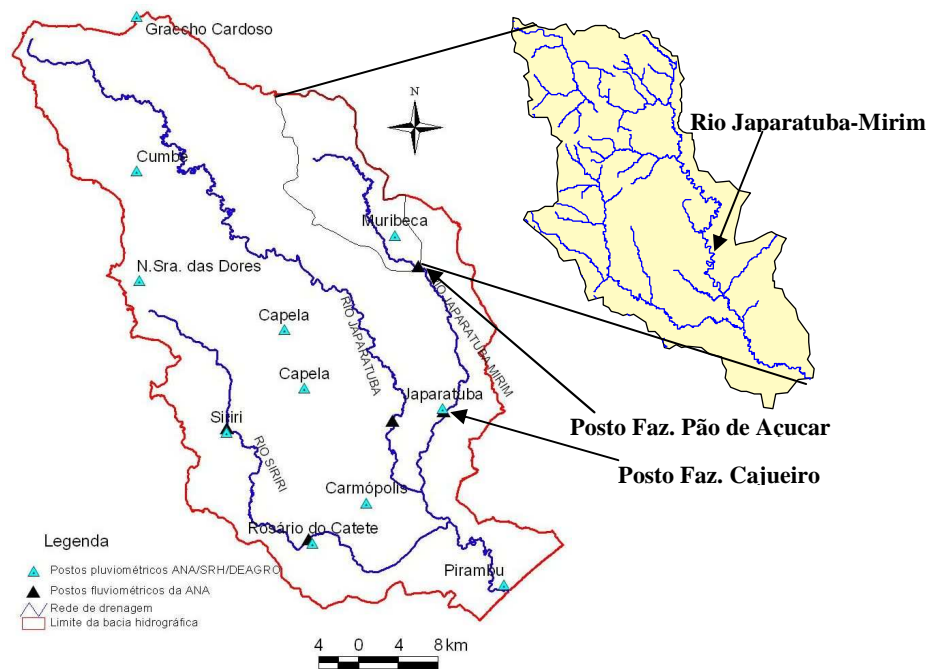 Graccho Cardoso
N
Rio Japaratuba-Mirim
Cumbe
Muribeca
N.Sra. das Dores
RIO JAPARATUBA
RIO JAPARATUBA MIRIM
Capela
Capela
Japaratuba
Posto Faz. Pão de Açucar
Siriri
RIO SIRIRI
Posto Faz. Cajueiro
Carmópolis
Rosário do Catete
Pirambu
Legenda
Postos pluviométricos ANA/SRH/DEAGRO
Postos fluviométricos da ANA
Rede de drenagem
Limite da bacia hidrográfica
4 0 4 8 km